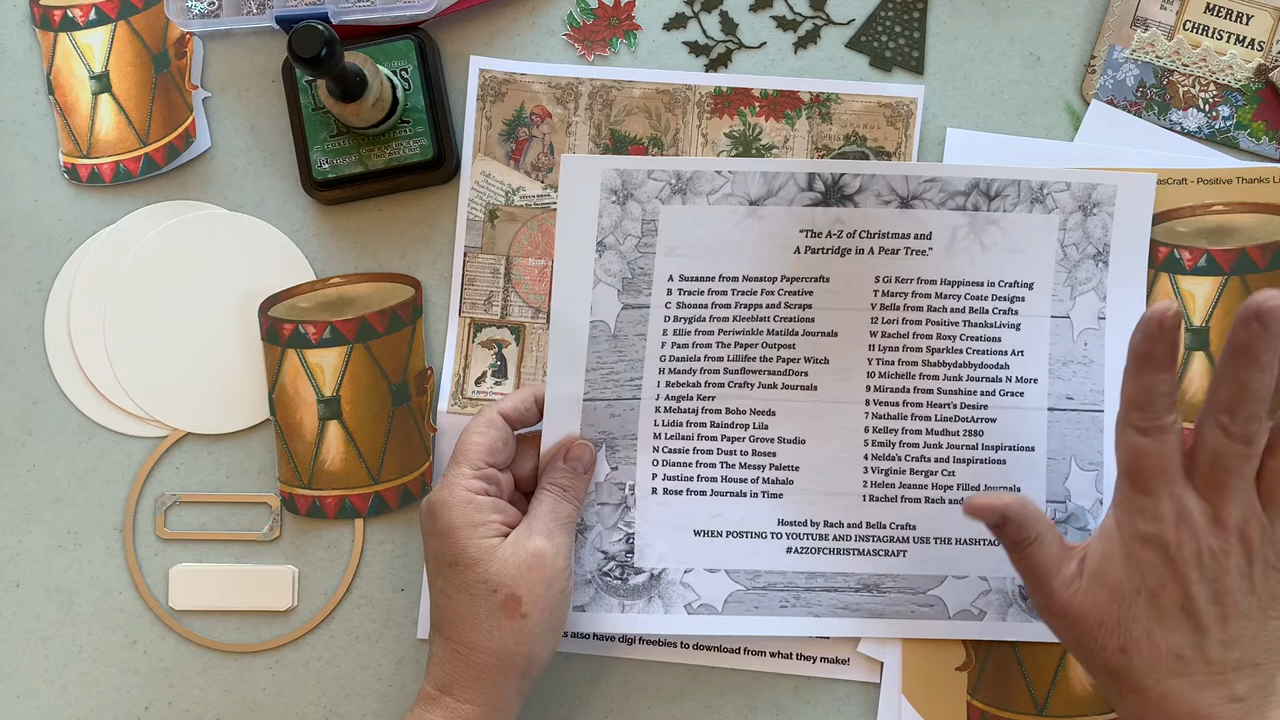 MERRY
CHRISTMAS
rustic wilderness
asCraft - Positive Thanks Li
"The A-Z of Christmas and
A Partridge in A Pear Tree."
A Suzanne from Nonstop Papercrafts
B Tracie from Tracie Fox Creative
C Shonna from Frapps and Scraps
D Brygida from Kleeblatt Creations
E Ellie from Periwinkle Matilda Journals
F Pam from The Paper Outpost
G Daniela from Lillifee the Paper Witch
H Mandy from SunflowersandDors
I Rebekah from Crafty Junk Journals
J Angela Kerr
K Mehataj from Boho Needs
L Lidia from Raindrop Lila
M Leilani from Paper Grove Studio
N Cassie from Dust to Roses
O Dianne from The Messy Palette
P Justine from House of Mahalo
R Rose from Journals in Time
S Gi Kerr from Happiness in Crafting
T Marcy from Marcy Coate Designs
V Bella from Rach and Bella Crafts
12 Lori from Positive ThanksLiving
W Rachel from Roxy Creations
11 Lynn from Sparkles Creations Art
Y Tina from Shabbydabbydoodah
10 Michelle from Junk Journals N More
9 Miranda from Sunshine and Grace
8 Venus from Heart's Desire
7 Nathalie from LineDotArrow
6 Kelley from Mudhut 2880
5 Emily from Junk Journal Inspirations
4 Nelda's Crafts and Inspirations
3 Virginie Bergar Czt
2 Helen Jeanne Hope Filled Journals
1 Rachel from Rach and
Hosted by Rach and Bella Crafts
WHEN POSTING TO YOUTUBE AND INSTAGRAM USE THE HASHTAG
#A2ZOFCHRISTMASCRAFT
s also have digi freebies to download from what they make!